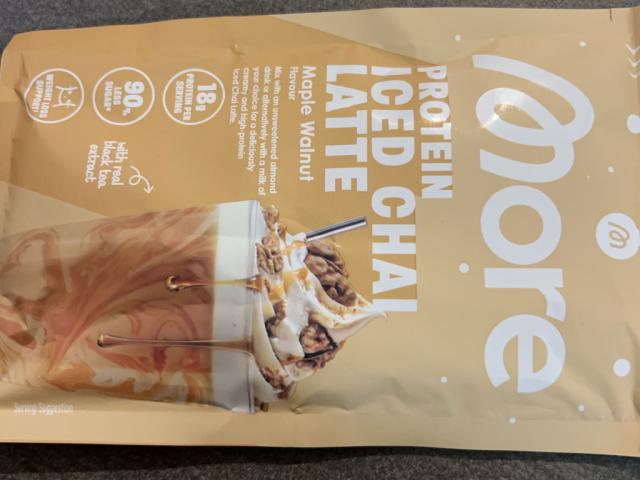 more
PROTEIN
ICED CHAI
LATTE
Maple Walnut
Flavour
Mix with an unsweetened almond
drink or alternatively with a milk of
your choice for a deliciously
creamy and high-protein
Iced Chai Latte.
18g
PROTEIN PER
SERVING
90%
LESS
SUGAR*
WEIGHT LOSS
SUPPORT¹
with real
black tea
extract
Serving Suggestion